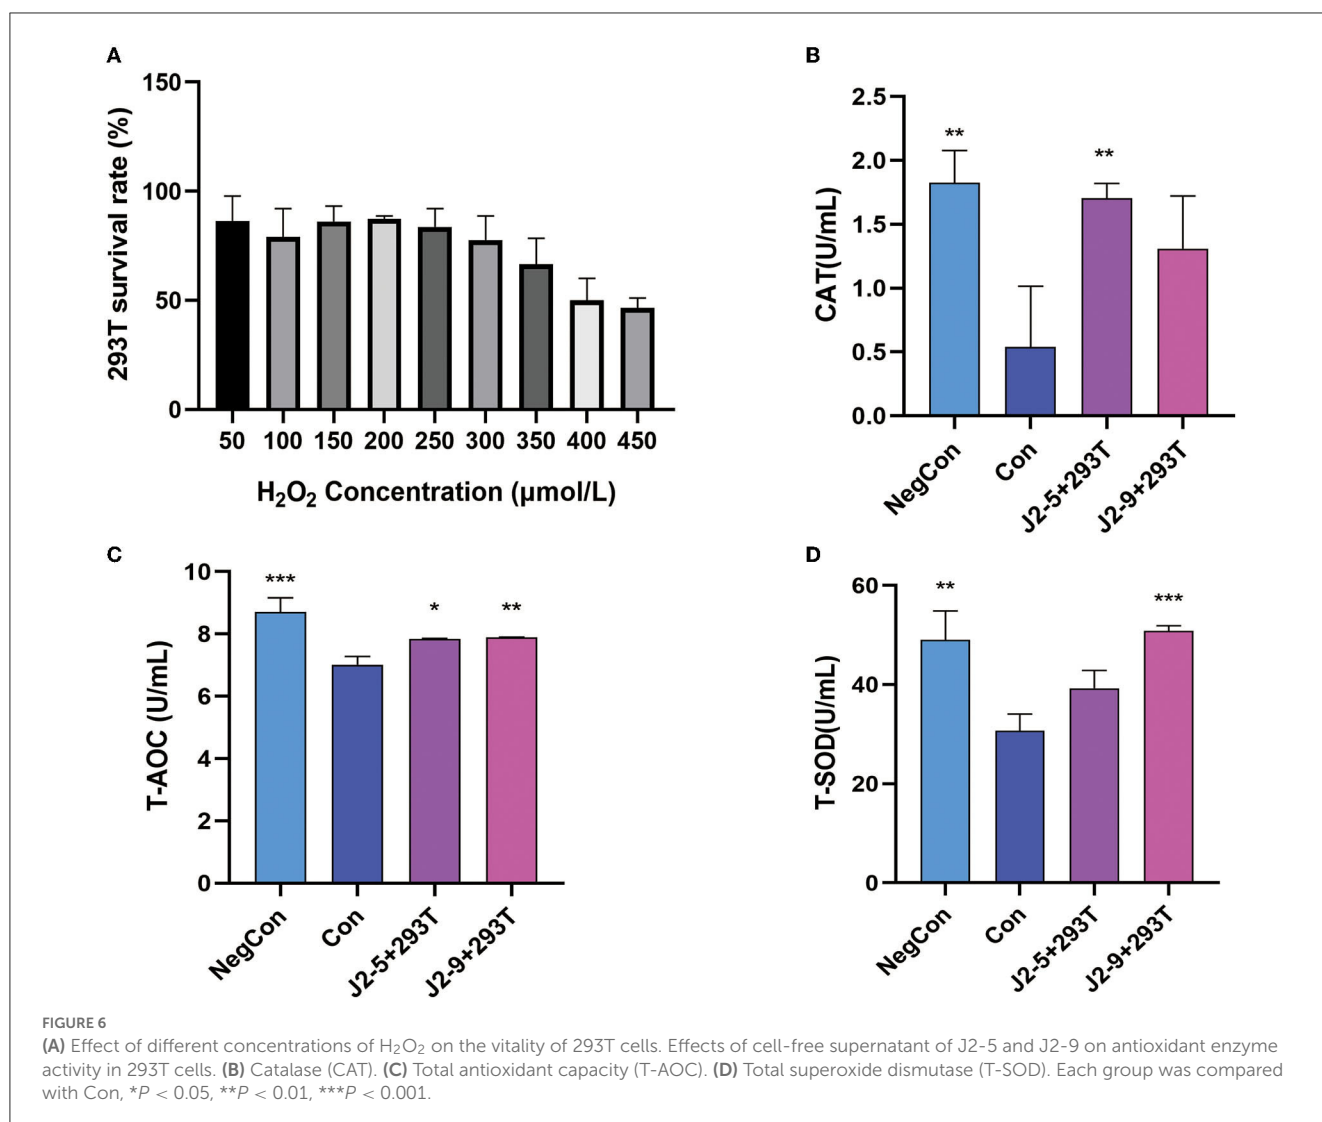 A
150
100
50
0
293T survival rate (%)
50 100 150 200 250 300 350 400 450
H₂O₂ Concentration (µmol/L)
B
2.5
2.0
1.5
1.0
0.5
0.0
CAT(U/mL)
**
**
NegCon
Con
J2-5+293T
J2-9+293T
C
10
8
6
4
2
0
T-AOC (U/mL)
***
*
**
NegCon
Con
J2-5+293T
J2-9+293T
D
60
40
20
0
T-SOD(U/mL)
**
***
NegCon
Con
J2-5+293T
J2-9+293T
FIGURE 6
(A) Effect of different concentrations of H₂O₂ on the vitality of 293T cells. Effects of cell-free supernatant of J2-5 and J2-9 on antioxidant enzyme
activity in 293T cells. (B) Catalase (CAT). (C) Total antioxidant capacity (T-AOC). (D) Total superoxide dismutase (T-SOD). Each group was compared
with Con, *P < 0.05, **P < 0.01, ***P < 0.001.